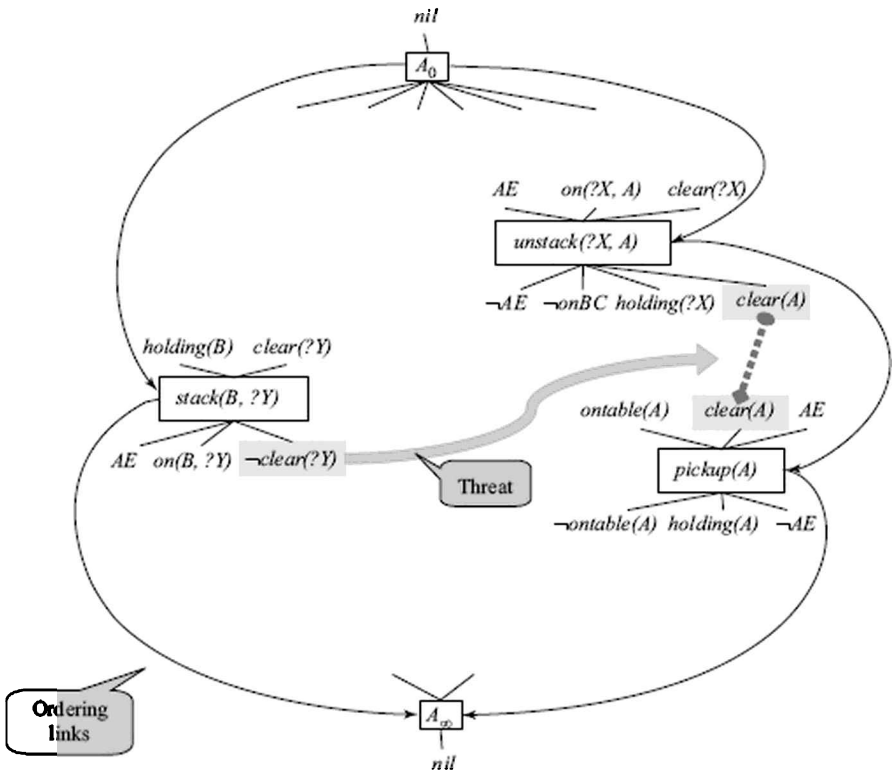 nil
A₀
AE on(?X, A) clear(?X)
unstack(?X, A)
¬AE ¬onBC holding(?X) clear(A)
holding(B) clear(?Y)
stack(B, ?Y)
AE on(B, ?Y) ¬clear(?Y)
ontable(A) clear(A) AE
pickup(A)
¬ontable(A) holding(A) ¬AE
Threat
Ordering
links
A∞
nil